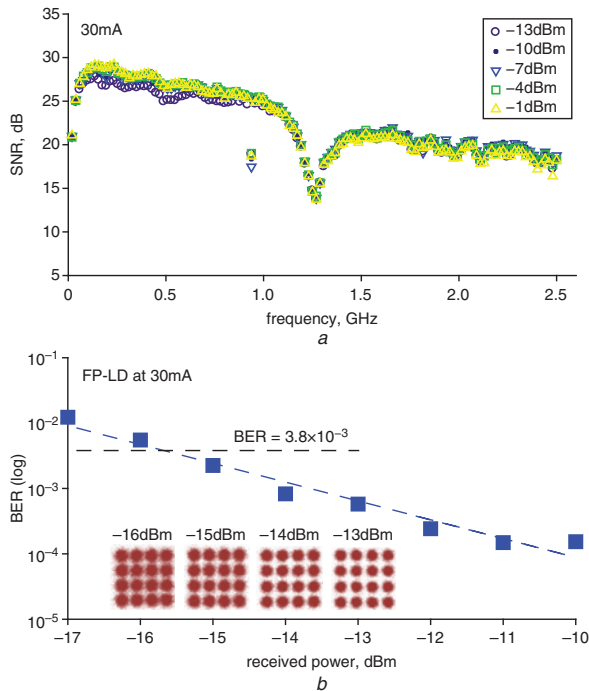 30mA
−13dBm
−10dBm
−7dBm
−4dBm
−1dBm
SNR, dB
35
30
25
20
15
10
5
0 0.5 1.0 1.5 2.0 2.5
frequency, GHz
a
FP-LD at 30mA
BER = 3.8×10⁻³
BER (log)
10⁻¹
10⁻²
10⁻³
10⁻⁴
10⁻⁵
−16dBm −15dBm −14dBm −13dBm
−17 −16 −15 −14 −13 −12 −11 −10
received power, dBm
b